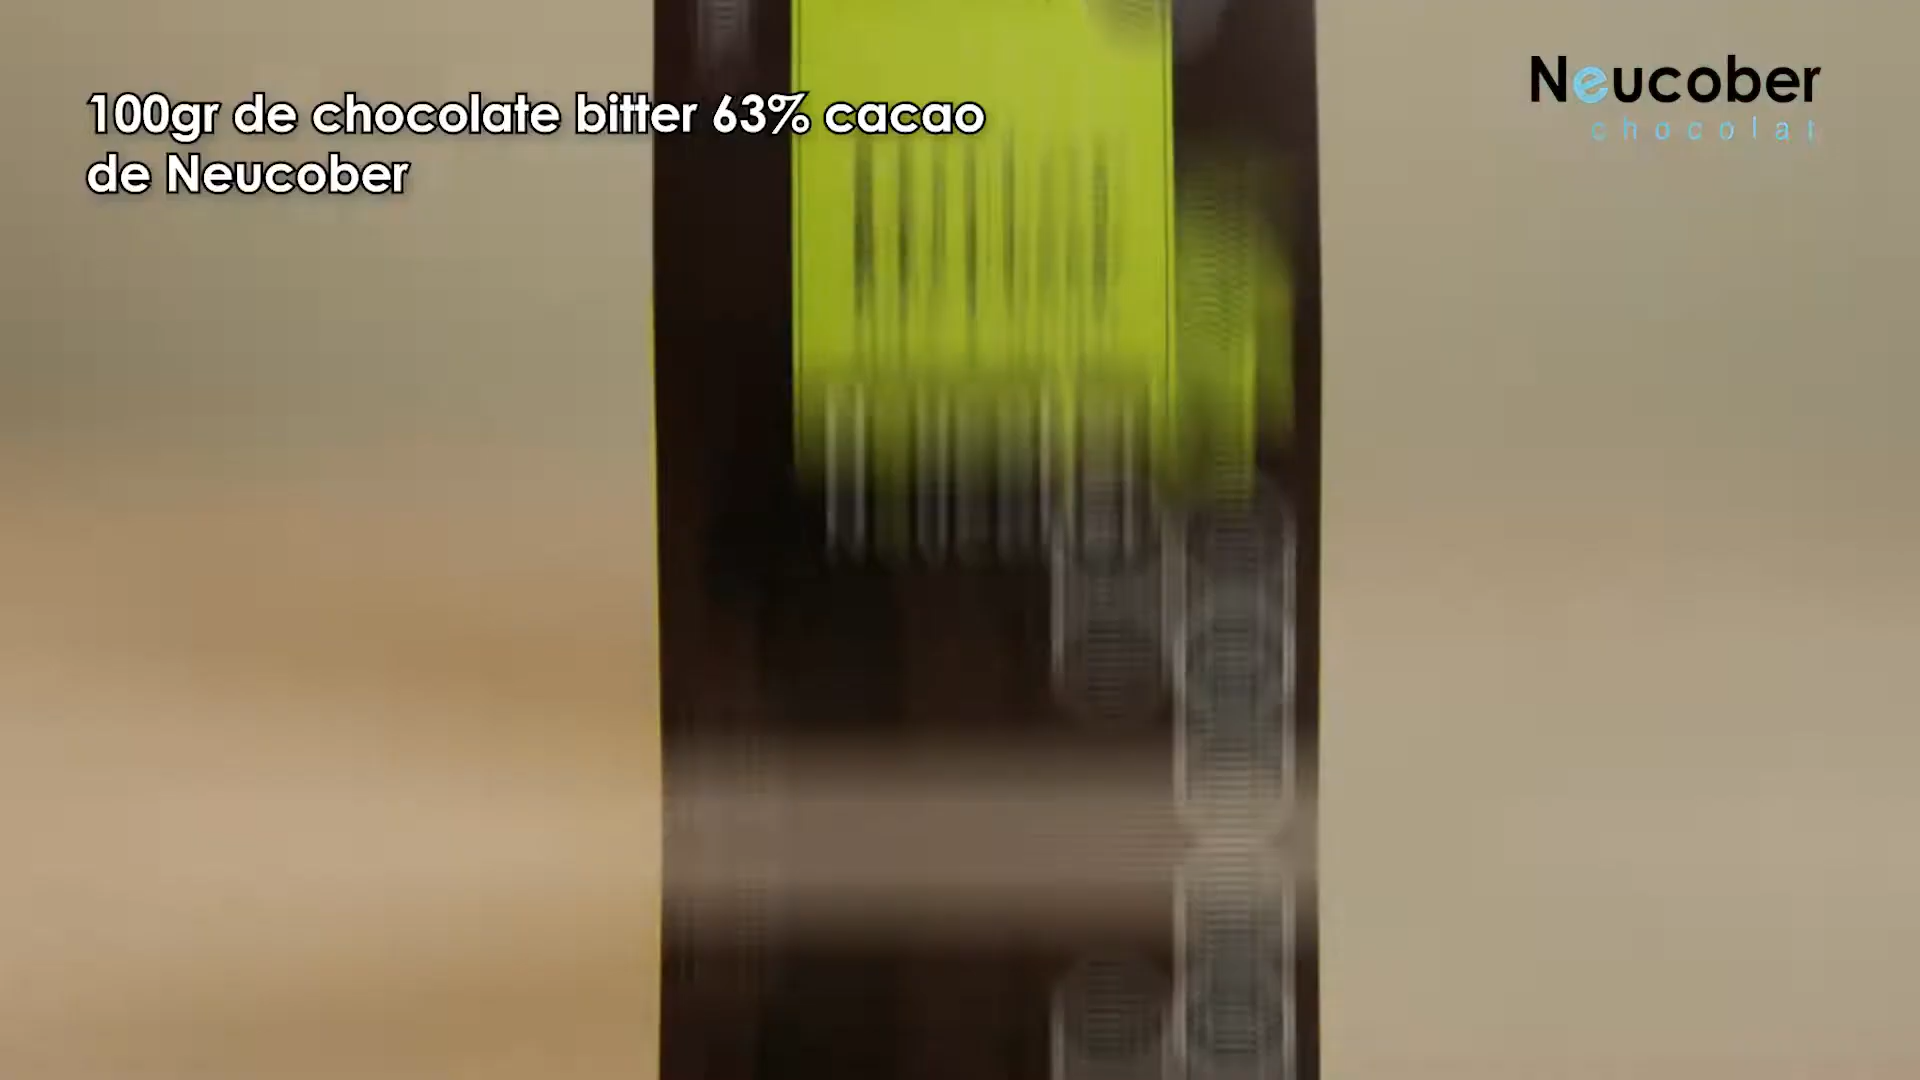 100gr de chocolate bitter 63% cacao
de Neucober
Neucober
chocolat